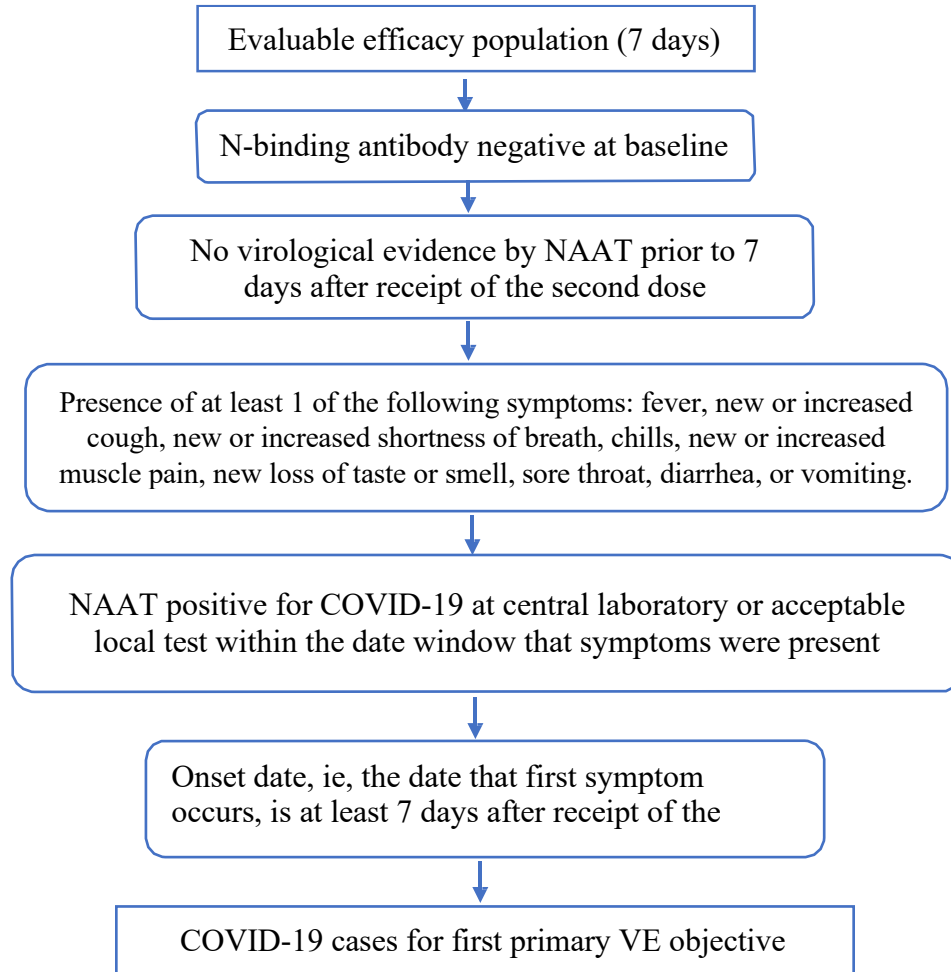 Evaluable efficacy population (7 days)
N-binding antibody negative at baseline
No virological evidence by NAAT prior to 7
days after receipt of the second dose
Presence of at least 1 of the following symptoms: fever, new or increased
cough, new or increased shortness of breath, chills, new or increased
muscle pain, new loss of taste or smell, sore throat, diarrhea, or vomiting.
NAAT positive for COVID-19 at central laboratory or acceptable
local test within the date window that symptoms were present
Onset date, ie, the date that first symptom
occurs, is at least 7 days after receipt of the
COVID-19 cases for first primary VE objective